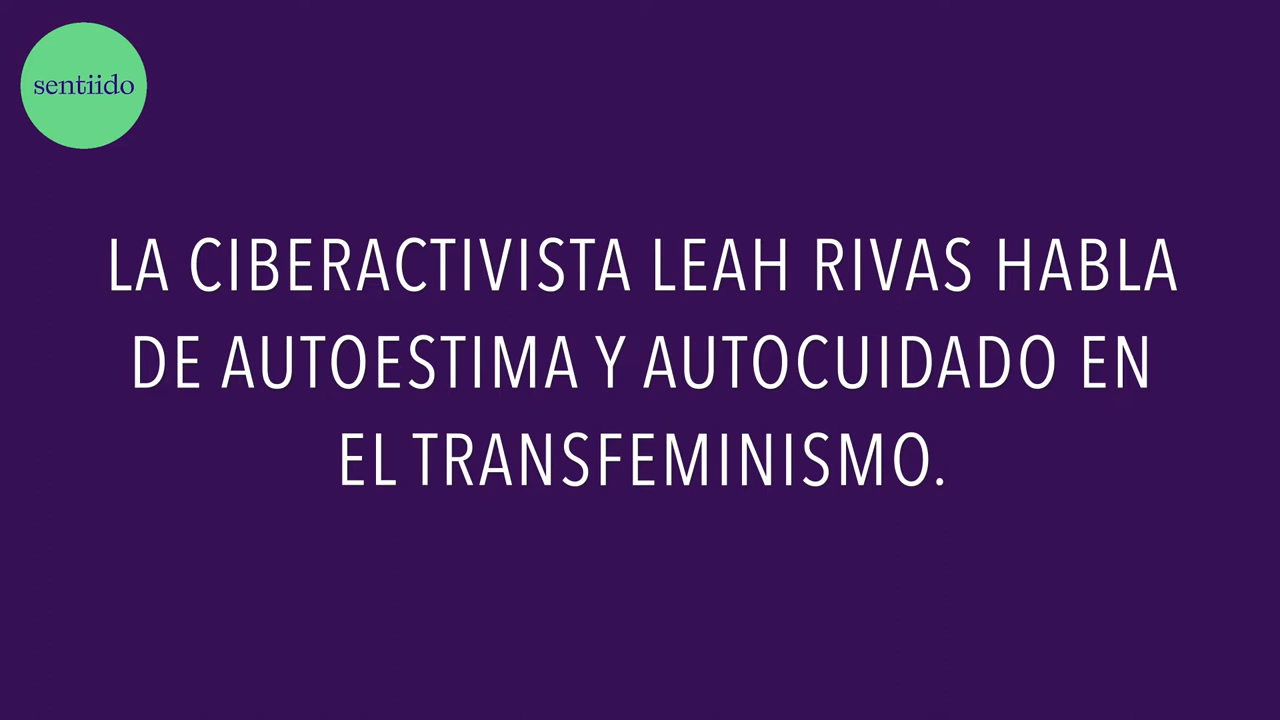 sentiido
LA CIBERACTIVISTA LEAH RIVAS HABLA
DE AUTOESTIMA Y AUTOCUIDADO EN
EL TRANSFEMINISMO.